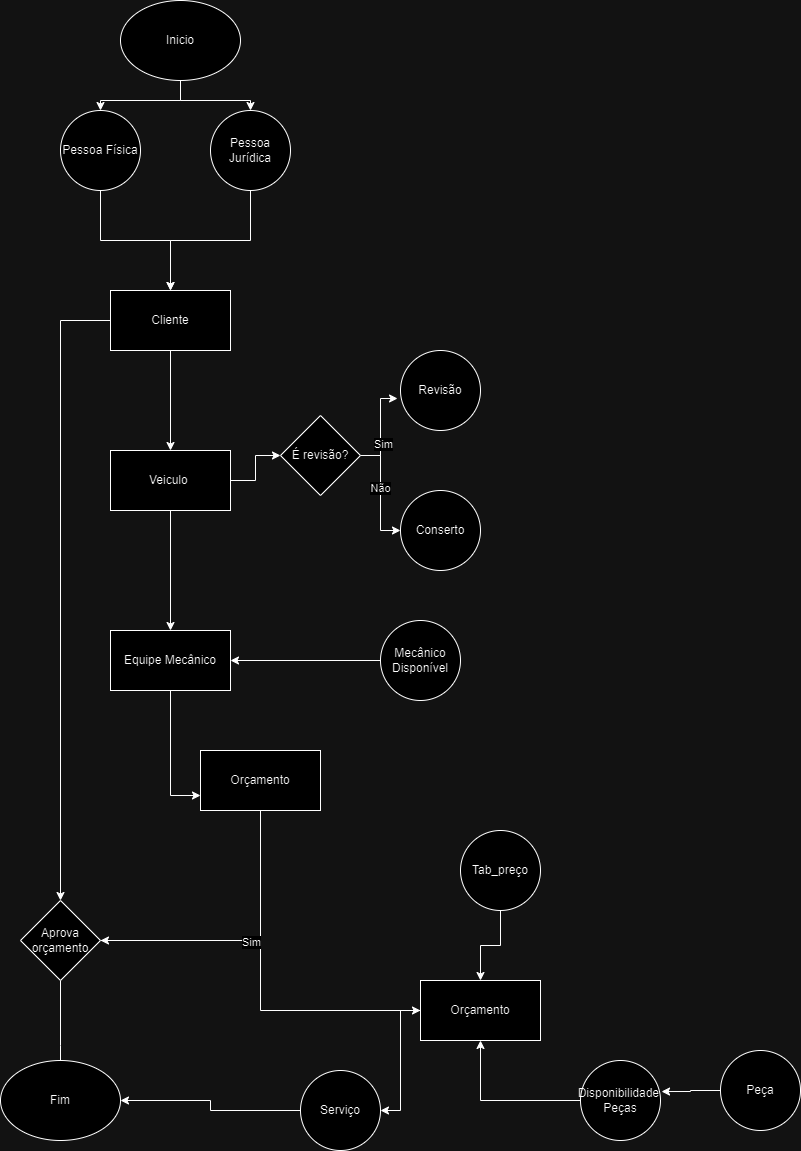 Inicio
Pessoa Física
Pessoa
Jurídica
Cliente
Revisão
Sim
É revisão?
Veiculo
Não
Conserto
Mecânico
Disponível
Equipe Mecânico
Orçamento
Tab_preço
Aprova
orçamento
Sim
Orçamento
Disponibilidade
Peças
Peça
Fim
Serviço